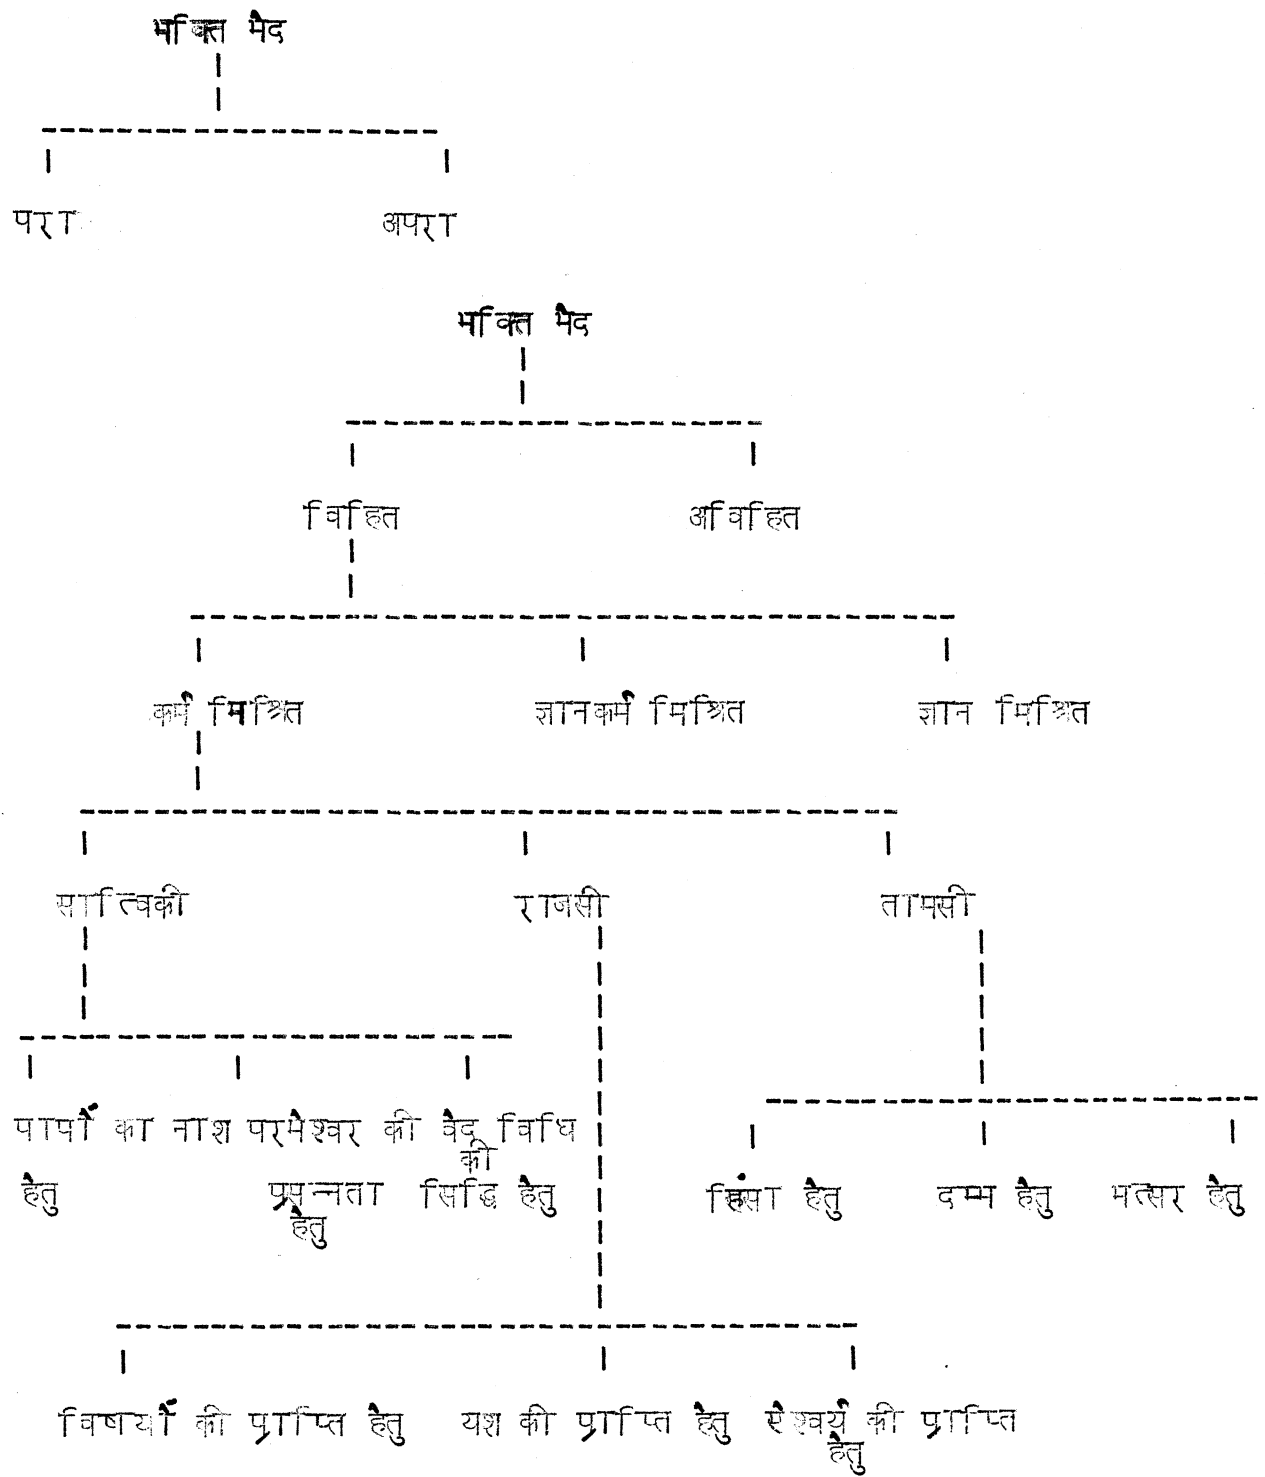 भक्ति भेद
परा अपरा
भक्ति भेद
विहित अविहित
कर्म मिश्रित ज्ञानकर्म मिश्रित ज्ञान मिश्रित
सात्विकी राजसी तामसी
पापों का नाश परमेश्वर की वेद विधि
की
हेतु प्रसन्नता सिद्धि हेतु हिंसा हेतु दम्भ हेतु मत्सर हेतु
हेतु
विषयों की प्राप्ति हेतु यश की प्राप्ति हेतु ऐश्वर्य की प्राप्ति
हेतु